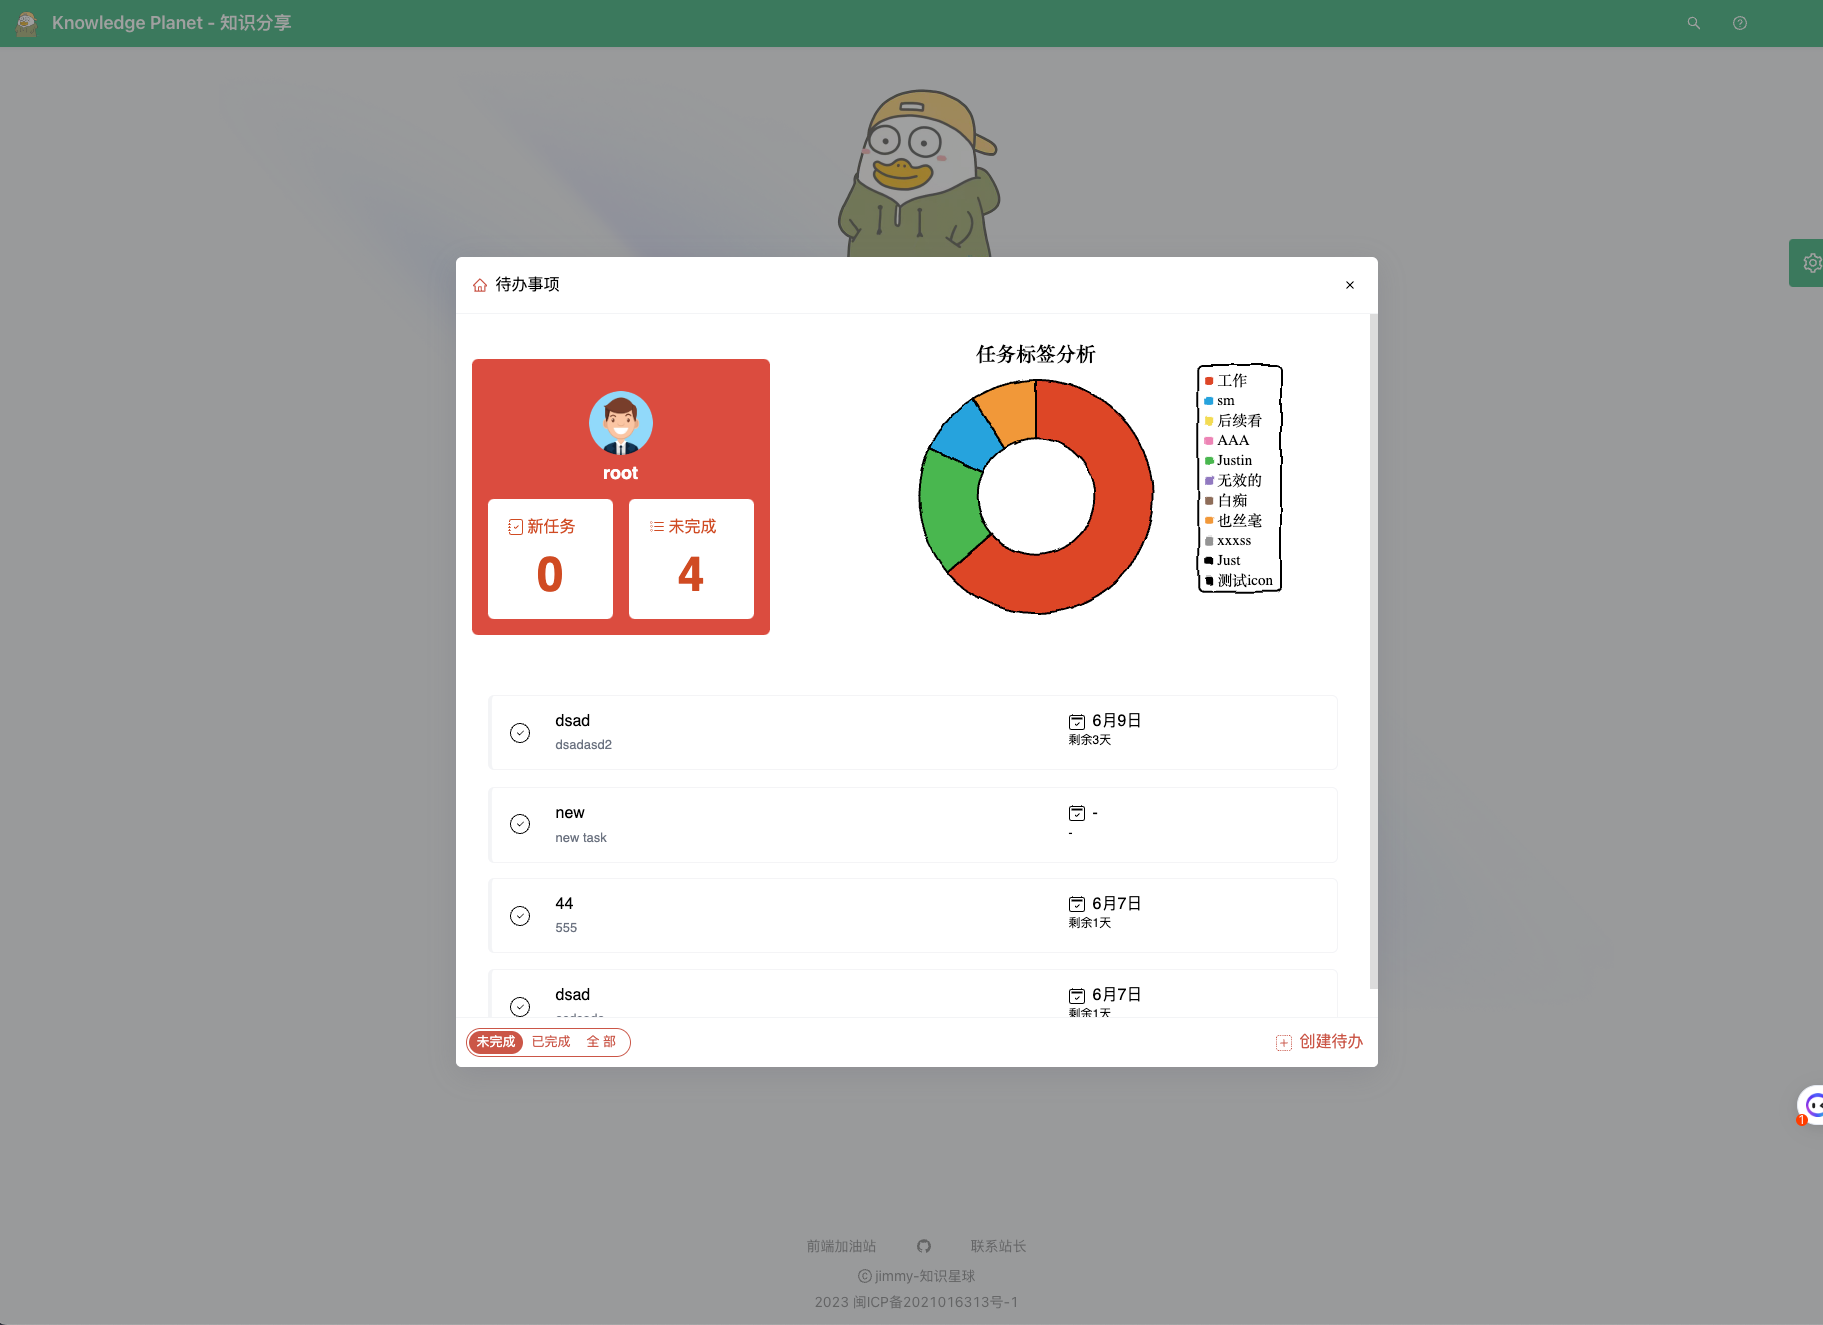 Knowledge Planet - 知识分享
待办事项
任务标签分析
root
新任务
0
未完成
4
工作
sm
后续看
AAA
Justin
无效的
白痴
也丝毫
xxxss
Just
测试icon
dsad
dsadasd2
6月9日
剩余3天
new
new task
-
-
44
555
6月7日
剩余1天
dsad
6月7日
剩余1天
未完成 已完成 全 部
创建待办
1
前端加油站 联系站长
©jimmy-知识星球
2023 闽ICP备2021016313号-1